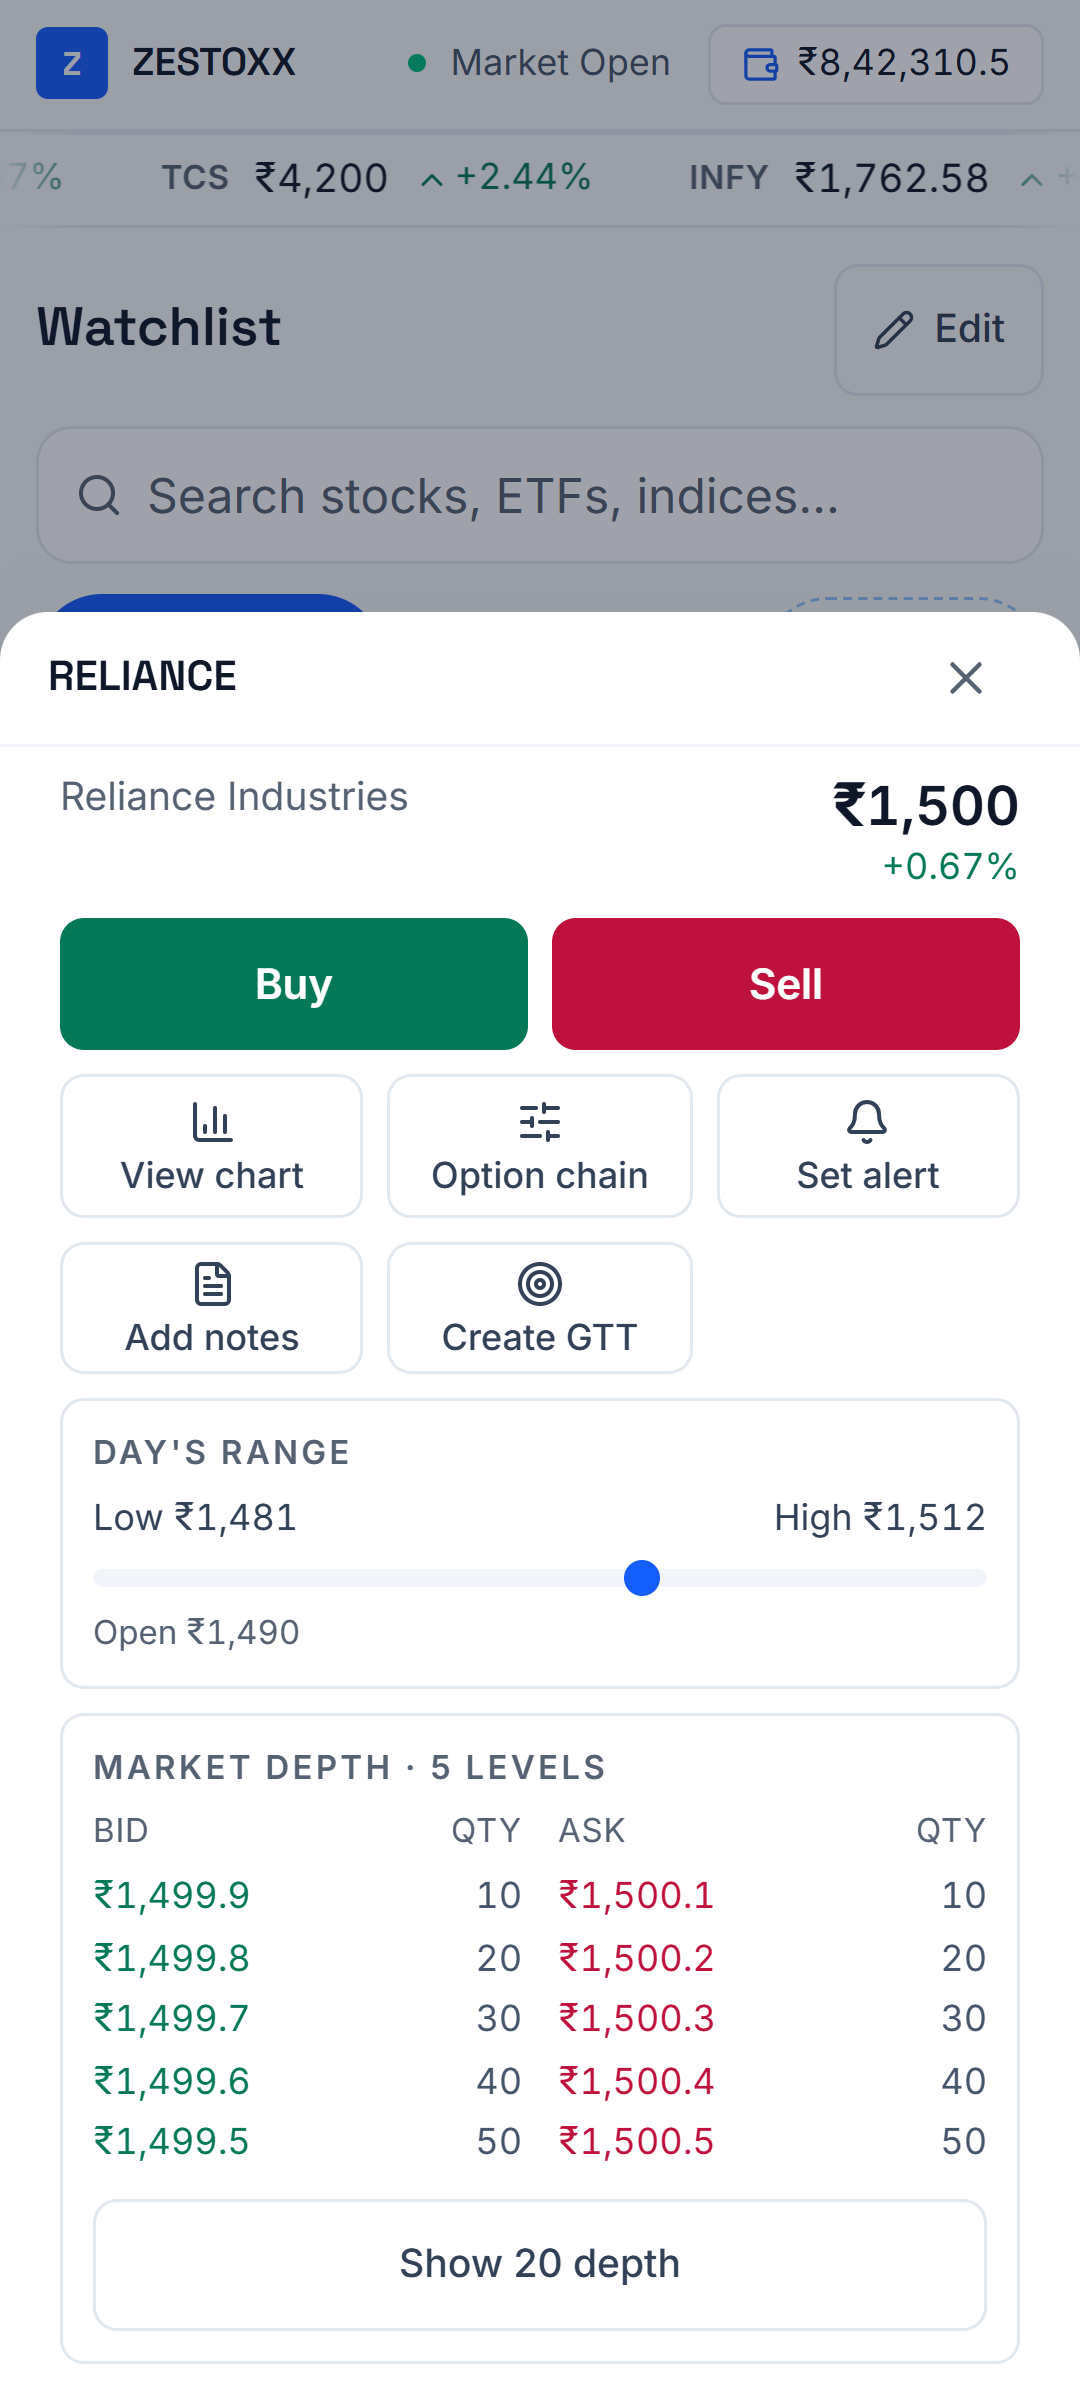 Z ZESTOXX Market Open ₹8,42,310.5
7% TCS ₹4,200 +2.44% INFY ₹1,762.58 +
Watchlist Edit
Search stocks, ETFs, indices...
RELIANCE
Reliance Industries ₹1,500
+0.67%
Buy Sell
View chart Option chain Set alert
Add notes Create GTT
DAY'S RANGE
Low ₹1,481 High ₹1,512
Open ₹1,490
MARKET DEPTH · 5 LEVELS
BID QTY ASK QTY
₹1,499.9 10 ₹1,500.1 10
₹1,499.8 20 ₹1,500.2 20
₹1,499.7 30 ₹1,500.3 30
₹1,499.6 40 ₹1,500.4 40
₹1,499.5 50 ₹1,500.5 50
Show 20 depth